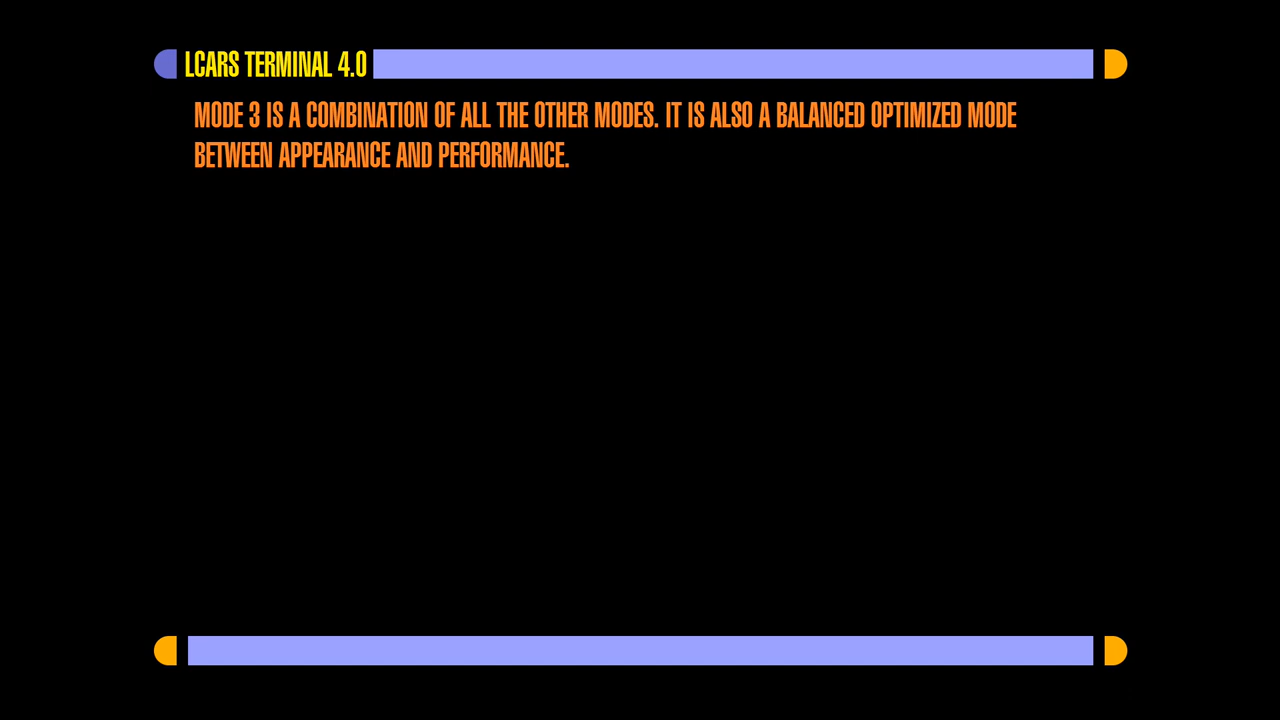 LCARS TERMINAL 4.0
MODE 3 IS A COMBINATION OF ALL THE OTHER MODES. IT IS ALSO A BALANCED OPTIMIZED MODE
BETWEEN APPEARANCE AND PERFORMANCE.